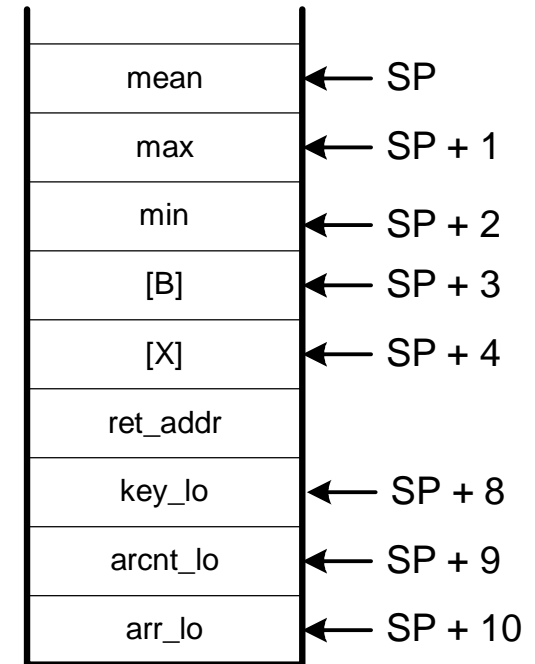 mean SP
max SP + 1
min SP + 2
[B] SP + 3
[X] SP + 4
ret_addr
key_lo SP + 8
arcnt_lo SP + 9
arr_lo SP + 10